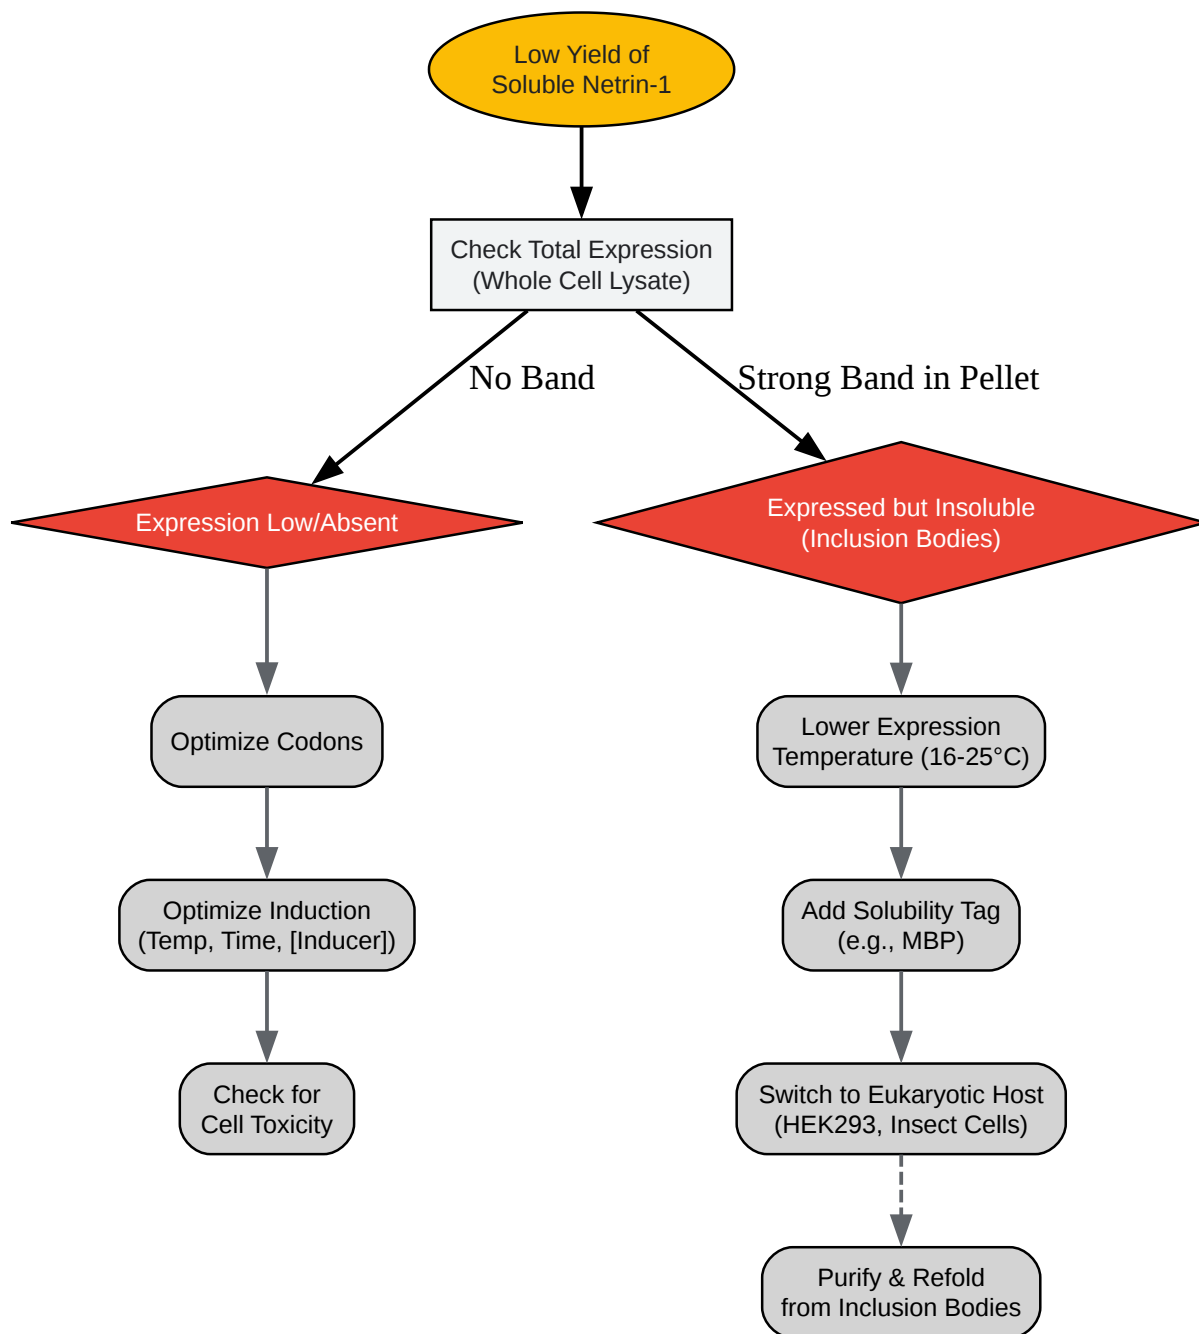 Low Yield of
Soluble Netrin-1
Check Total Expression
(Whole Cell Lysate)
No Band
Strong Band in Pellet
Expression Low/Absent
Expressed but Insoluble
(Inclusion Bodies)
Optimize Codons
Lower Expression
Temperature (16-25°C)
Optimize Induction
(Temp, Time, [Inducer])
Add Solubility Tag
(e.g., MBP)
Check for
Cell Toxicity
Switch to Eukaryotic Host
(HEK293, Insect Cells)
Purify & Refold
from Inclusion Bodies